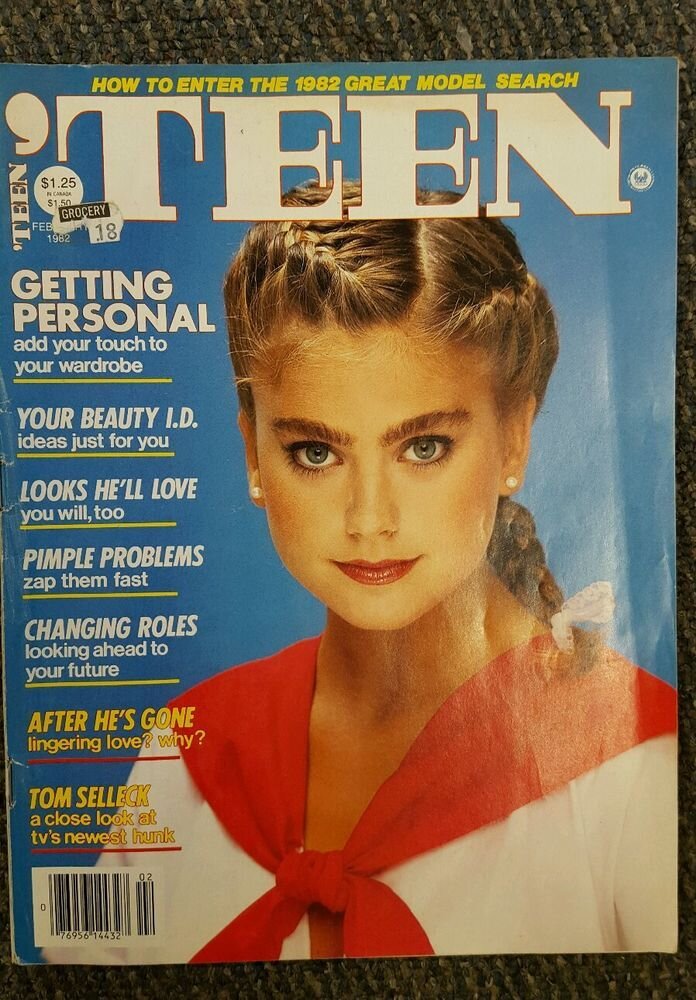 HOW TO ENTER THE 1982 GREAT MODEL SEARCH
'TEEN
'TEEN
$1.25
IN CANADA
$1.50
GROCERY
.18
1982
GETTING
PERSONAL
add your touch to
your wardrobe
YOUR BEAUTY I.D.
ideas just for you
LOOKS HE'LL LOVE
you will, too
PIMPLE PROBLEMS
zap them fast
CHANGING ROLES
looking ahead to
your future
AFTER HE'S GONE
lingering love? why?
TOM SELLECK
a close look at
tv's newest hunk
02
0
76956 14432